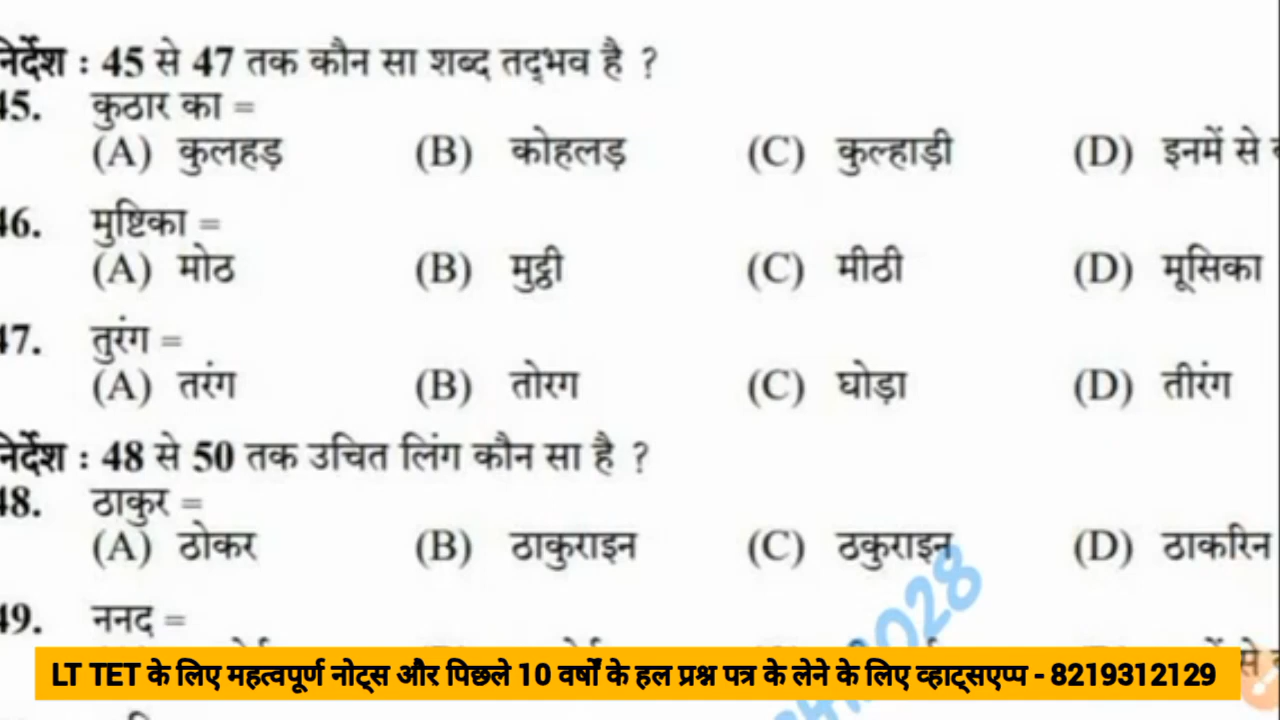 निर्देश : 45 से 47 तक कौन सा शब्द तद्भव है ?
45. कुठार का =
(A) कुलहड़ (B) कोहलड़ (C) कुल्हाड़ी (D) इनमें से
46. मुष्टिका =
(A) मोठ (B) मुट्ठी (C) मीठी (D) मूसिका
47. तुरंग =
(A) तरंग (B) तोरग (C) घोड़ा (D) तीरंग
निर्देश : 48 से 50 तक उचित लिंग कौन सा है ?
48. ठाकुर =
(A) ठोकर (B) ठाकुराइन (C) ठकुराइन (D) ठाकरिन
49. ननद =
LT TET के लिए महत्वपूर्ण नोट्स और पिछले 10 वर्षों के हल प्रश्न पत्र के लेने के लिए व्हाट्सएप्प - 8219312129